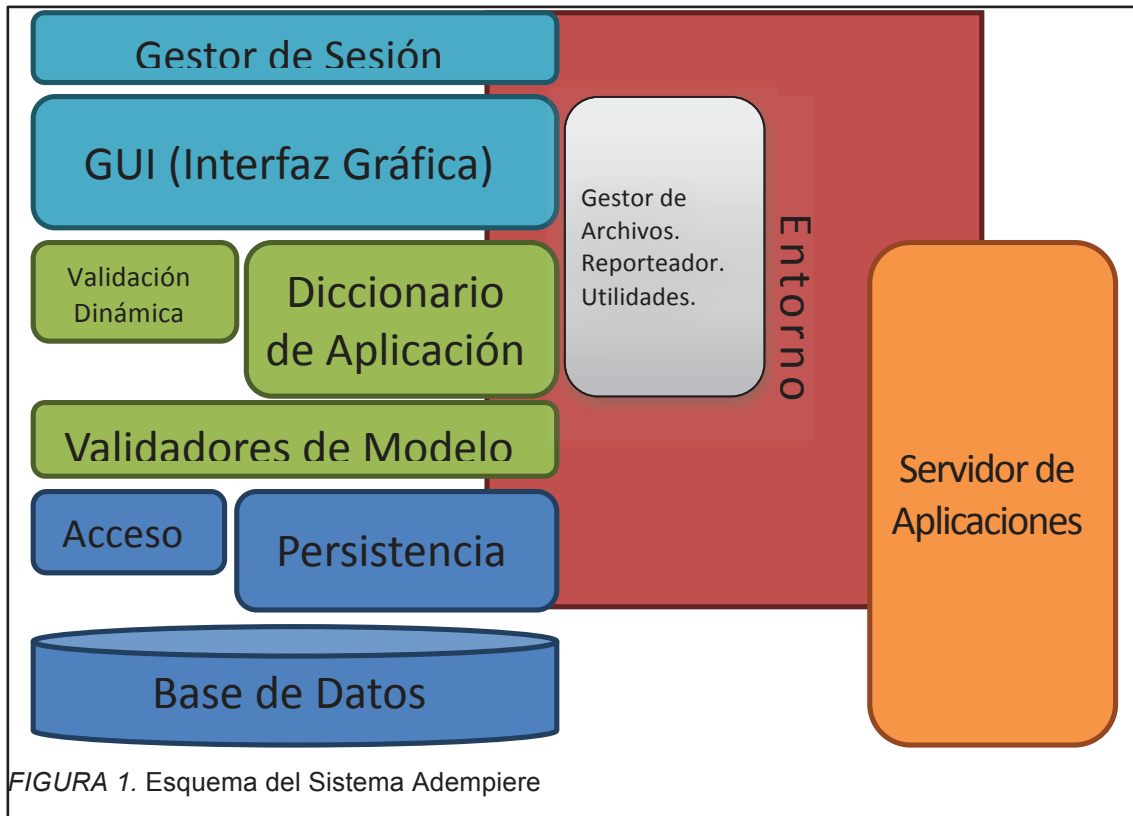 Gestor de Sesión
GUI (Interfaz Gráfica)
Gestor de
Archivos.
Reporteador.
Utilidades.
Entorno
Validación
Dinámica
Diccionario
de Aplicación
Validadores de Modelo
Servidor de
Aplicaciones
Acceso
Persistencia
Base de Datos
FIGURA 1. Esquema del Sistema Adempiere